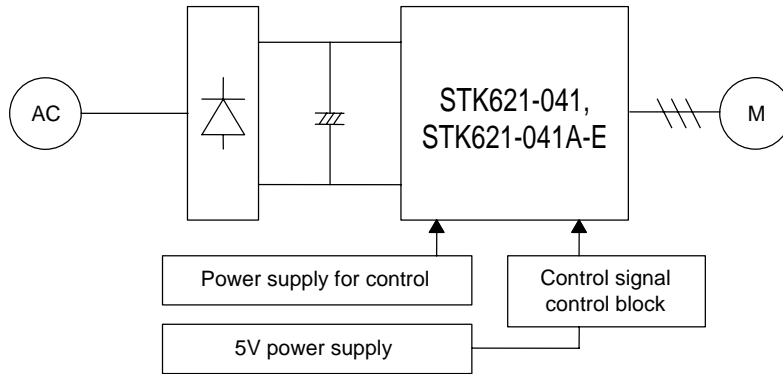 AC
STK621-041,
STK621-041A-E
M
Power supply for control
Control signal
control block
5V power supply